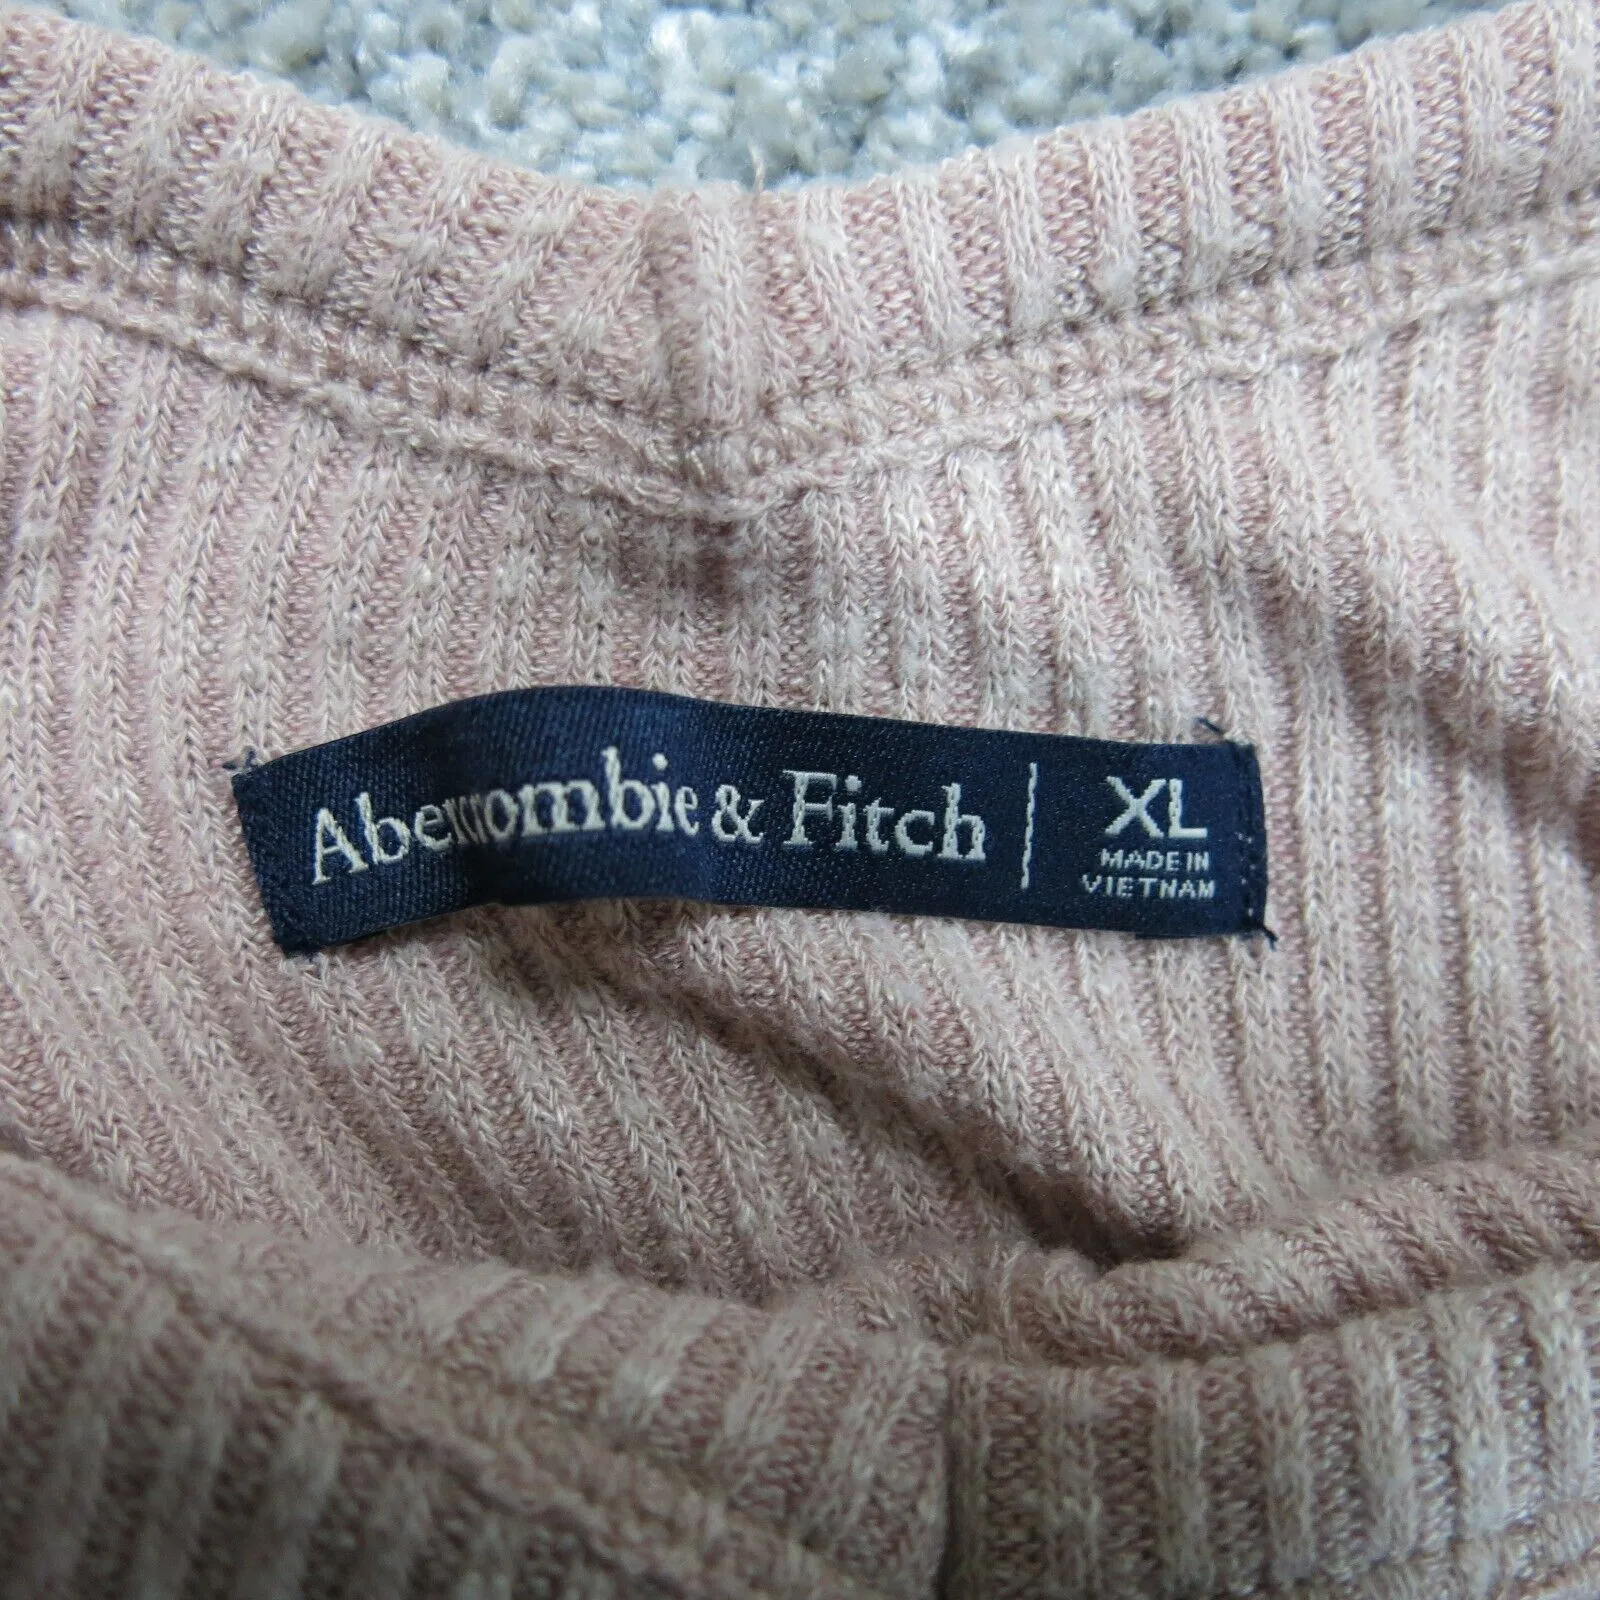 Abercrombie & Fitch | XL
MADE IN
VIETNAM